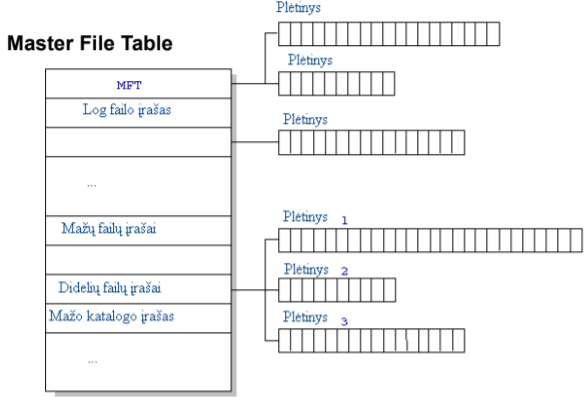 Plėtinys
Master File Table
Plėtinys
MFT
Log failo įrašas
Plėtinys
...
Mažų failų įrašai
Plėtinys 1
Plėtinys 2
Didelių failų įrašai
Mažo katalogo įrašas
Plėtinys 3
...